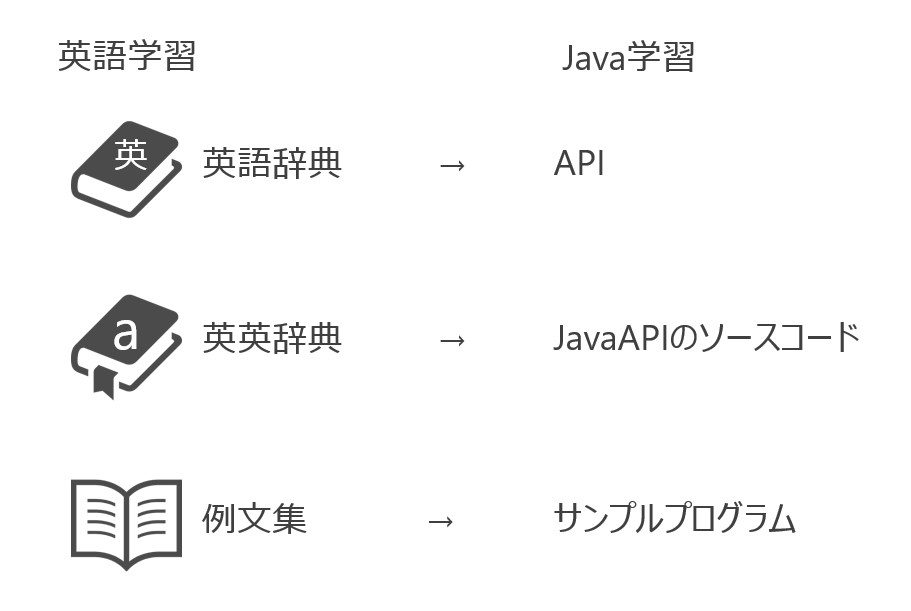 英語学習
Java学習
英
英語辞典 → API
a
英英辞典 → JavaAPIのソースコード
例文集 → サンプルプログラム